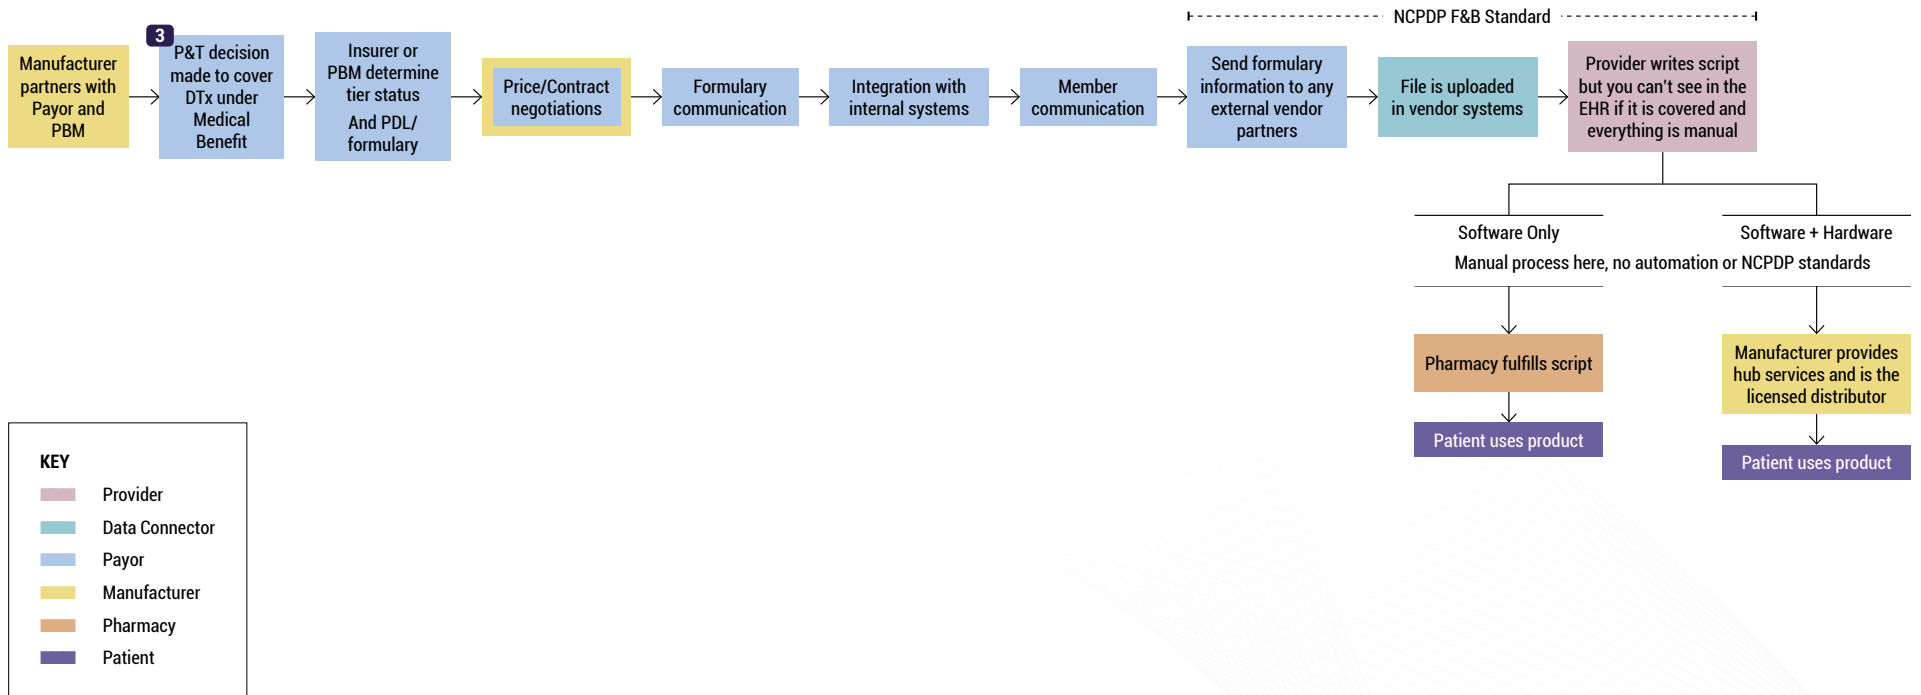 NCPDP F&B Standard
Manufacturer
partners with
Payor and
PBM
3
P&T decision
made to cover
DTx under
Medical
Benefit
Insurer or
PBM determine
tier status
And PDL/
formulary
Price/Contract
negotiations
Formulary
communication
Integration with
internal systems
Member
communication
Send formulary
information to any
external vendor
partners
File is uploaded
in vendor systems
Provider writes script
but you can't see in the
EHR if it is covered and
everything is manual
Software Only
Software + Hardware
Manual process here, no automation or NCPDP standards
Pharmacy fulfills script
Patient uses product
Manufacturer provides
hub services and is the
licensed distributor
Patient uses product
KEY
Provider
Data Connector
Payor
Manufacturer
Pharmacy
Patient